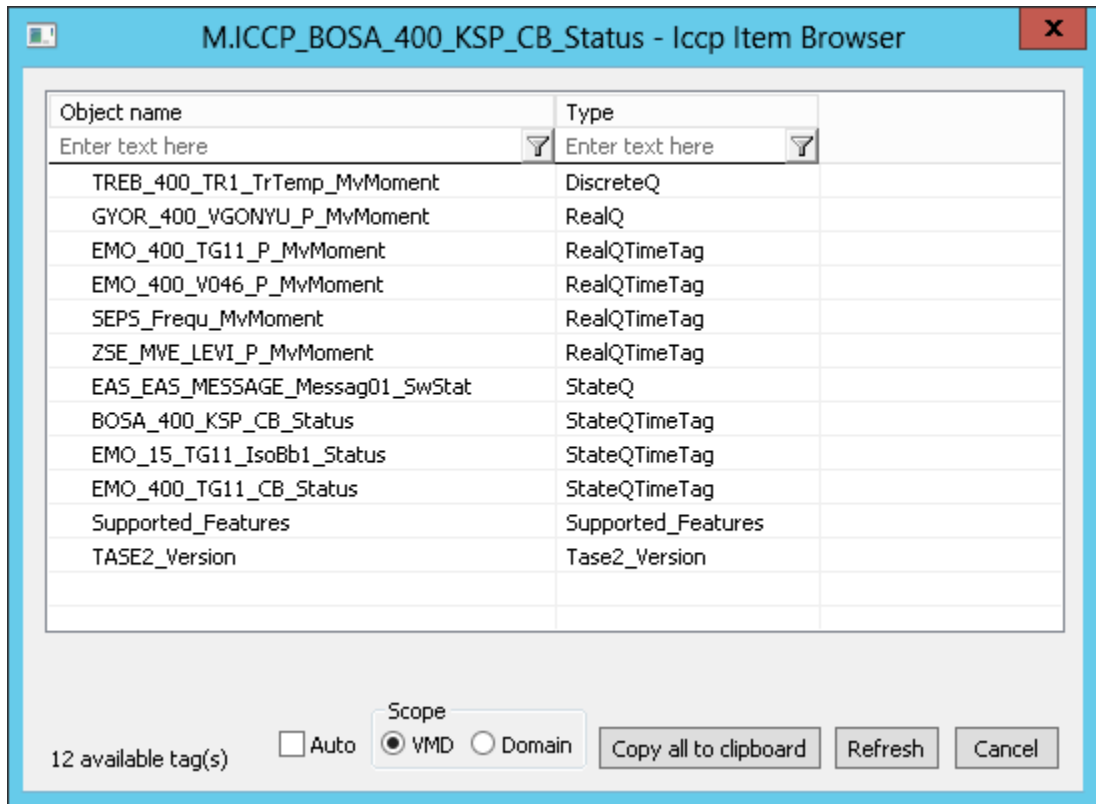 M.ICCP_BOSA_400_KSP_CB_Status - Iccp Item Browser
x
Object name Type
Enter text here Enter text here
TREB_400_TR1_TrTemp_MvMoment DiscreteQ
GYOR_400_VGONYU_P_MvMoment RealQ
EMO_400_TG11_P_MvMoment RealQTimeTag
EMO_400_V046_P_MvMoment RealQTimeTag
SEPS_Frequ_MvMoment RealQTimeTag
ZSE_MVE_LEVI_P_MvMoment RealQTimeTag
EAS_EAS_MESSAGE_Messag01_SwStat StateQ
BOSA_400_KSP_CB_Status StateQTimeTag
EMO_15_TG11_IsoBb1_Status StateQTimeTag
EMO_400_TG11_CB_Status StateQTimeTag
Supported_Features Supported_Features
TASE2_Version Tase2_Version
Scope
12 available tag(s) Auto VMD Domain Copy all to clipboard Refresh Cancel